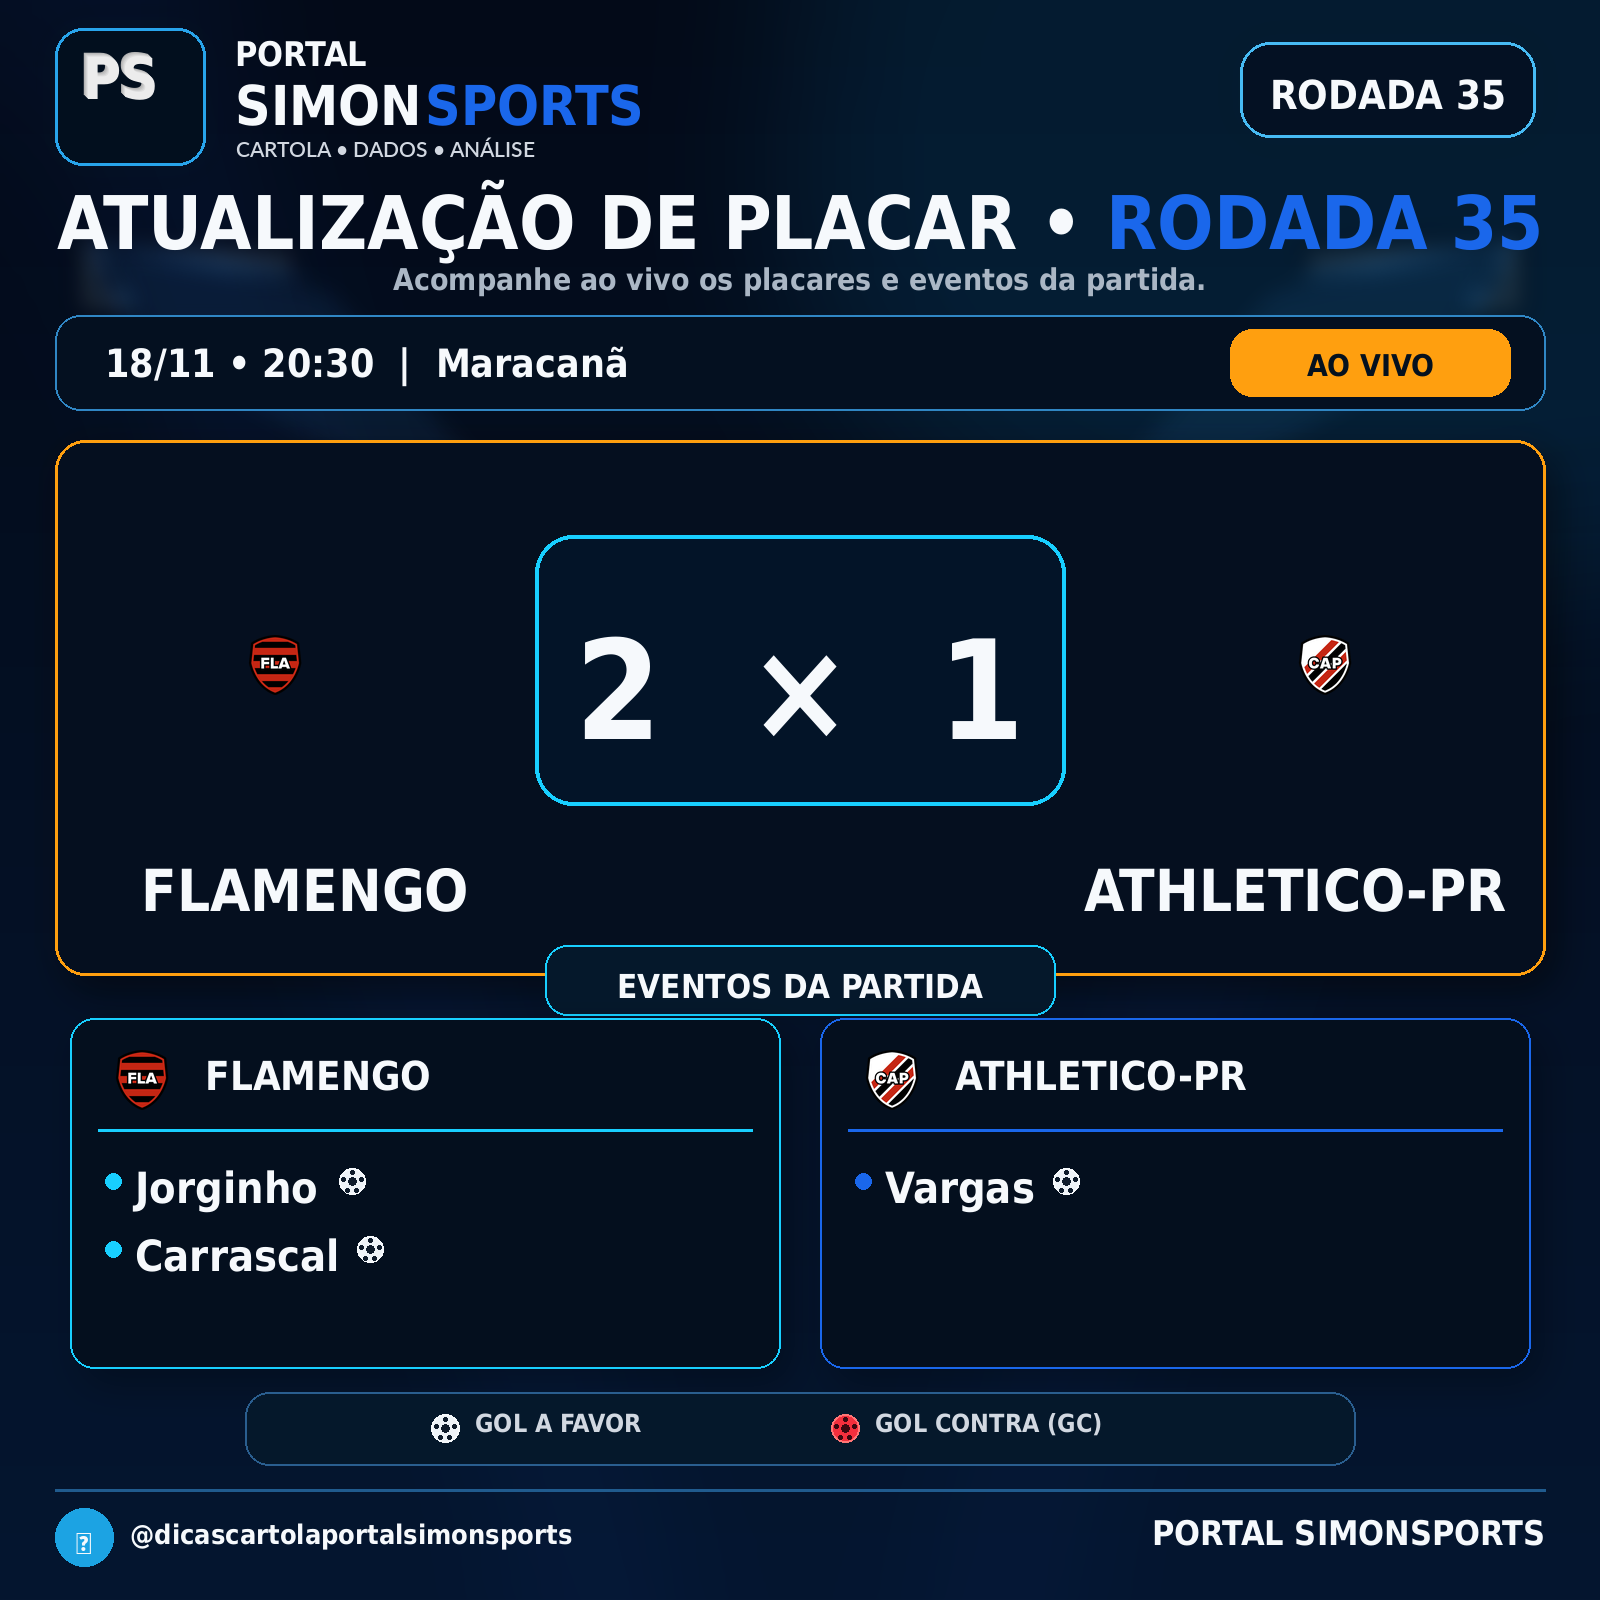 PS
PORTAL
SIMONSPORTS
CARTOLA • DADOS • ANÁLISE
RODADA 35
ATUALIZAÇÃO DE PLACAR • RODADA 35
Acompanhe ao vivo os placares e eventos da partida.
18/11 • 20:30 | Maracanã
AO VIVO
FLA
2 × 1
CAP
FLAMENGO
ATHLETICO-PR
EVENTOS DA PARTIDA
FLA
FLAMENGO
Jorginho
Carrascal
CAP
ATHLETICO-PR
Vargas
GOL A FAVOR
GOL CONTRA (GC)
@dicascartolaportalsimonsports
PORTAL SIMONSPORTS